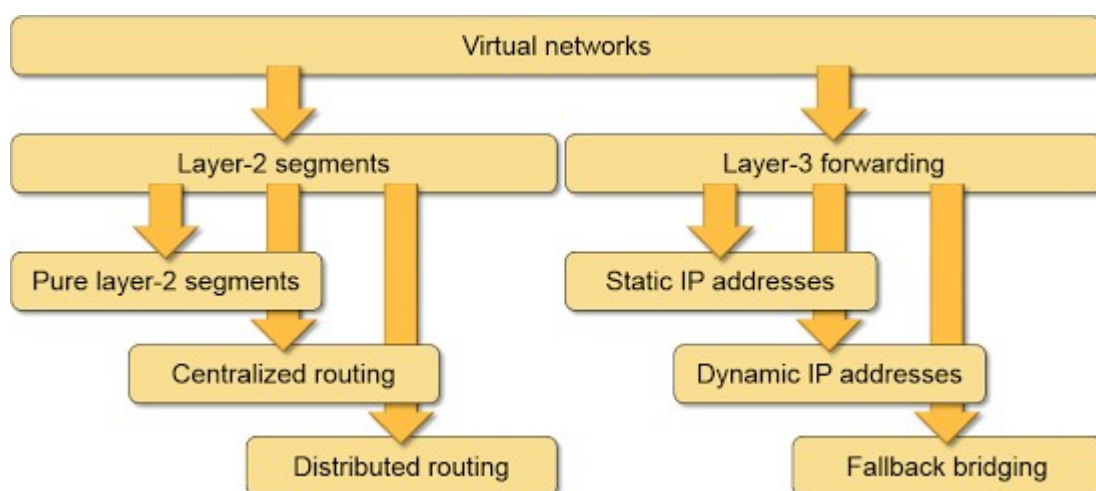 Virtual networks
Layer-2 segments
Layer-3 forwarding
Pure layer-2 segments
Static IP addresses
Centralized routing
Dynamic IP addresses
Distributed routing
Fallback bridging